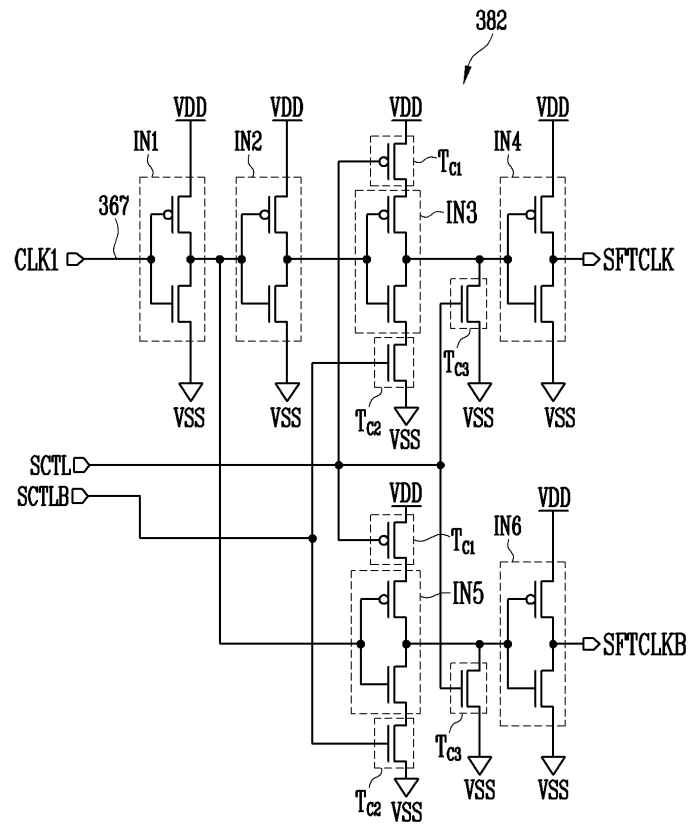 382
VDD VDD VDD VDD
IN1 IN2 TC1 IN4
367 IN3
CLK1 SFTCLK
TC3
TC2
VSS VSS VSS VSS
SCTL
SCTLB
VDD VDD
TC1 IN6
IN5
SFTCLKB
TC3
TC2
VSS VSS VSS